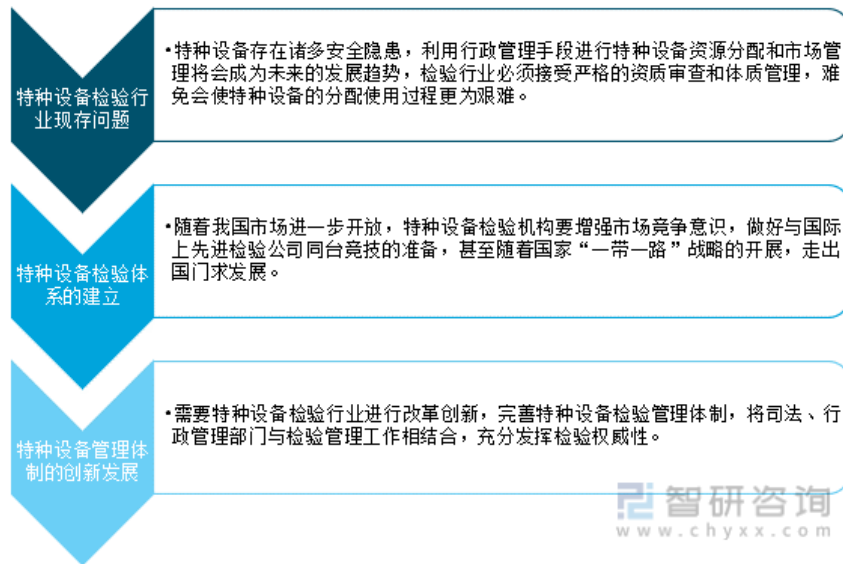 特种设备检验行
业现存问题
•特种设备存在诸多安全隐患，利用行政管理手段进行特种设备资源分配和市场管
理将会成为未来的发展趋势，检验行业必须接受严格的资质审查和体质管理，难
免会使特种设备的分配使用过程更为艰难。
特种设备检验体
系的建立
•随着我国市场进一步开放，特种设备检验机构要增强市场竞争意识，做好与国际
上先进检验公司同台竞技的准备，甚至随着国家“一带一路”战略的开展，走出
国门求发展。
特种设备管理体
制的创新发展
•需要特种设备检验行业进行改革创新，完善特种设备检验管理体制，将司法、行
政管理部门与检验管理工作相结合，充分发挥检验权威性。
智研咨询
www.chyxx.com